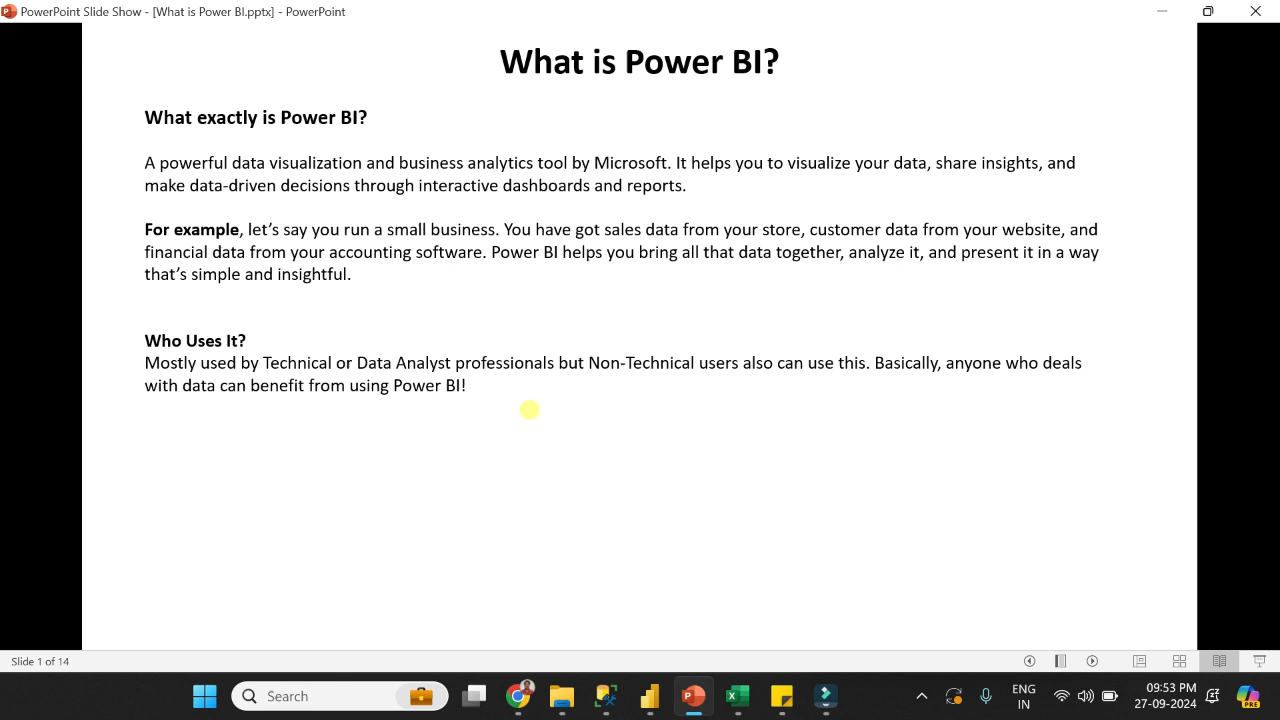 PowerPoint Slide Show - [What is Power BI.pptx] - PowerPoint
What is Power BI?
What exactly is Power BI?
A powerful data visualization and business analytics tool by Microsoft. It helps you to visualize your data, share insights, and
make data-driven decisions through interactive dashboards and reports.
For example, let’s say you run a small business. You have got sales data from your store, customer data from your website, and
financial data from your accounting software. Power BI helps you bring all that data together, analyze it, and present it in a way
that’s simple and insightful.
Who Uses It?
Mostly used by Technical or Data Analyst professionals but Non-Technical users also can use this. Basically, anyone who deals
with data can benefit from using Power BI!
Slide 1 of 14
Search
ENG
IN
09:53 PM
27-09-2024
PRE